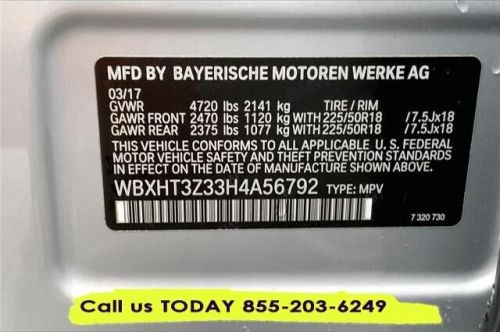 MFD BY BAYERISCHE MOTOREN WERKE AG
03/17
GVWR 4720 lbs 2141 kg TIRE / RIM
GAWR FRONT 2470 lbs 1120 kg WITH 225/50R18 /7.5Jx18
GAWR REAR 2375 lbs 1077 kg WITH 225/50R18 /7.5Jx18
THIS VEHICLE CONFORMS TO ALL APPLICABLE U.S. FEDERAL
MOTOR VEHICLE SAFETY AND THEFT PREVENTION STANDARDS
IN EFFECT ON THE DATE OF MANUFACTURE SHOWN ABOVE.
WBXHT3Z33H4A56792 TYPE: MPV
7 320 730
Call us TODAY 855-203-6249